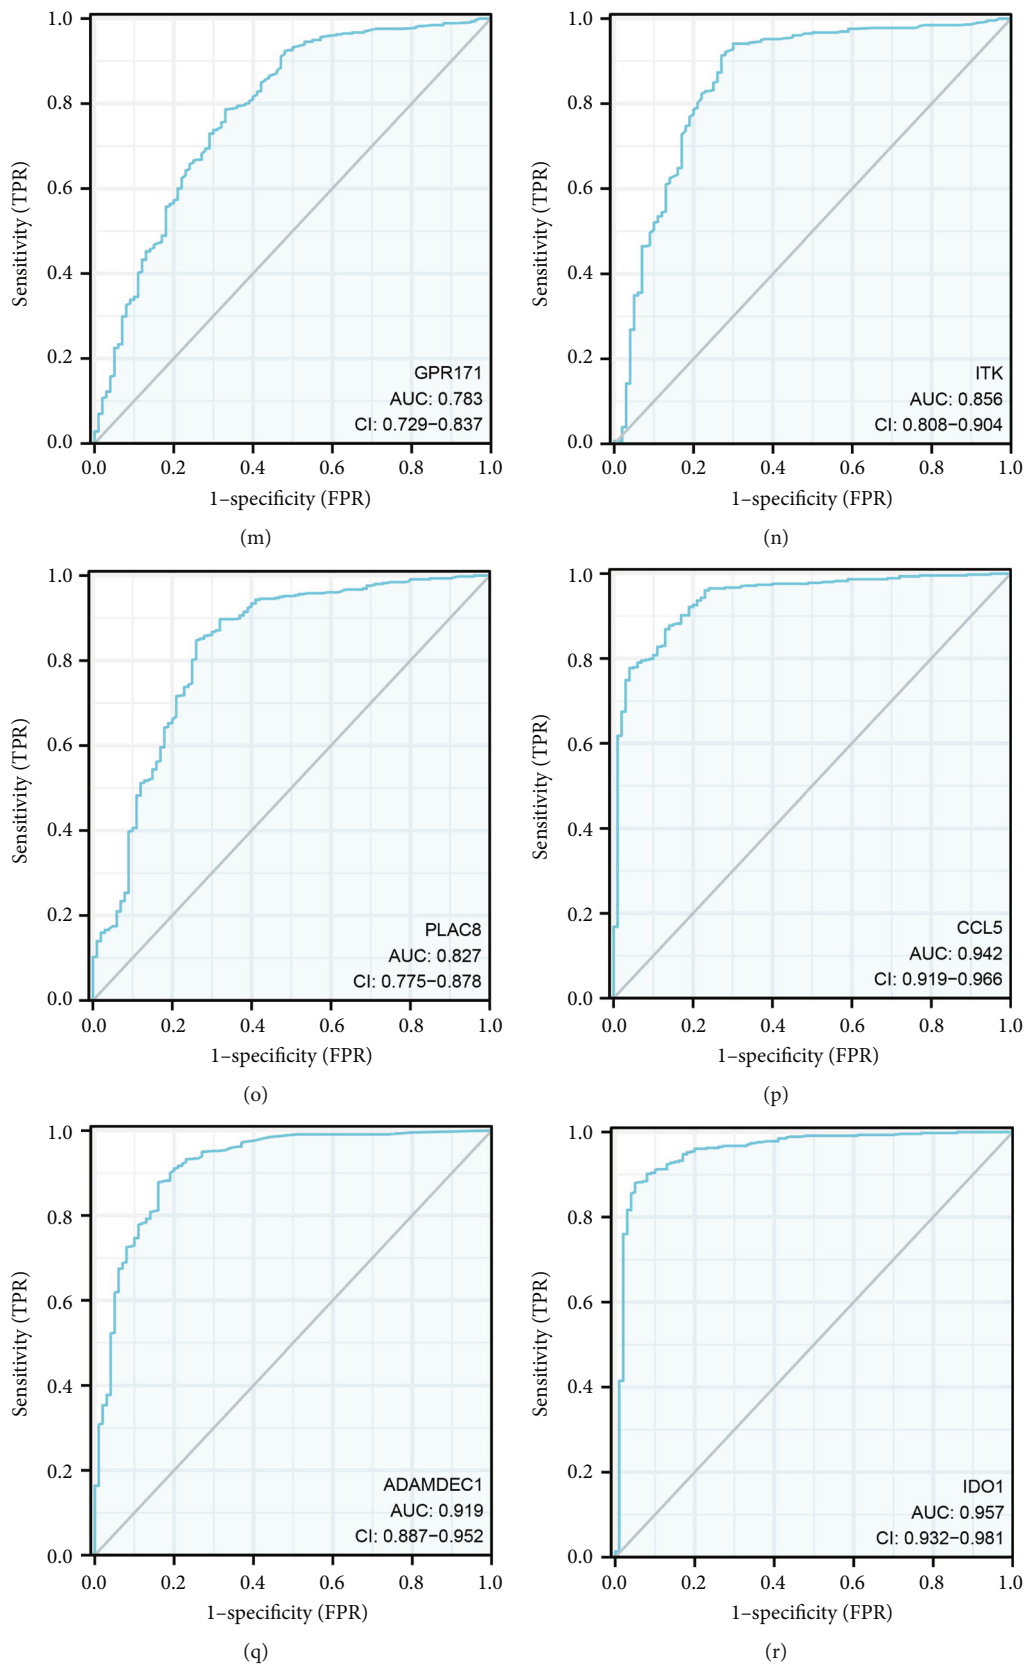 1.0
0.8
0.6
0.4
0.2
0.0
Sensitivity (TPR)
GPR171
AUC: 0.783
CI: 0.729−0.837
0.0 0.2 0.4 0.6 0.8 1.0
1−specificity (FPR)
(m)
1.0
0.8
0.6
0.4
0.2
0.0
Sensitivity (TPR)
ITK
AUC: 0.856
CI: 0.808−0.904
0.0 0.2 0.4 0.6 0.8 1.0
1−specificity (FPR)
(n)
1.0
0.8
0.6
0.4
0.2
0.0
Sensitivity (TPR)
PLAC8
AUC: 0.827
CI: 0.775−0.878
0.0 0.2 0.4 0.6 0.8 1.0
1−specificity (FPR)
(o)
1.0
0.8
0.6
0.4
0.2
0.0
Sensitivity (TPR)
CCL5
AUC: 0.942
CI: 0.919−0.966
0.0 0.2 0.4 0.6 0.8 1.0
1−specificity (FPR)
(p)
1.0
0.8
0.6
0.4
0.2
0.0
Sensitivity (TPR)
ADAMDEC1
AUC: 0.919
CI: 0.887−0.952
0.0 0.2 0.4 0.6 0.8 1.0
1−specificity (FPR)
(q)
1.0
0.8
0.6
0.4
0.2
0.0
Sensitivity (TPR)
IDO1
AUC: 0.957
CI: 0.932−0.981
0.0 0.2 0.4 0.6 0.8 1.0
1−specificity (FPR)
(r)